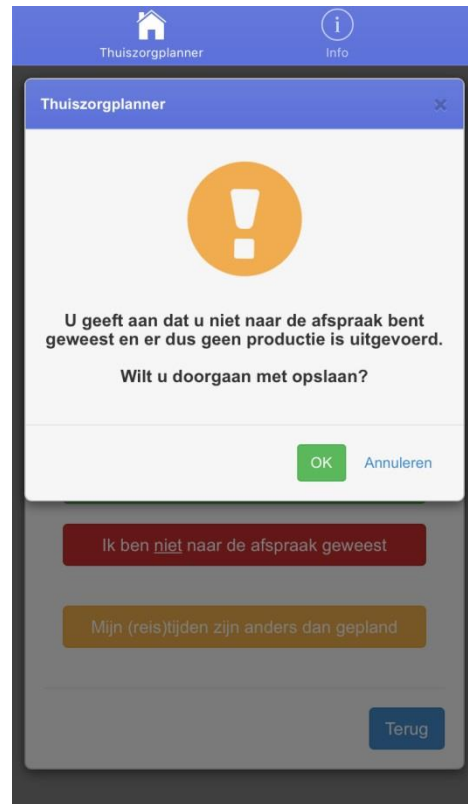 Thuiszorgplanner
Info
Thuiszorgplanner
×
U geeft aan dat u niet naar de afspraak bent
geweest en er dus geen productie is uitgevoerd.
Wilt u doorgaan met opslaan?
OK
Annuleren
Ik ben niet naar de afspraak geweest
Mijn (reis)tijden zijn anders dan gepland
Terug